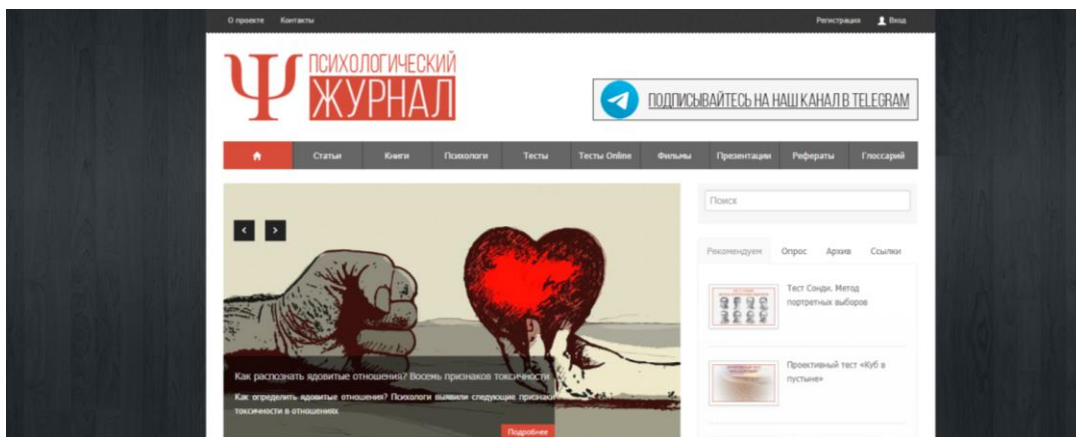 О проекте Контакты Регистрация Вход
ПСИХОЛОГИЧЕСКИЙ
ЖУРНАЛ
ПОДПИСЫВАЙТЕСЬ НА НАШ КАНАЛ В TELEGRAM
Статьи Книги Психологи Тесты Тесты Online Фильмы Презентации Рефераты Глоссарий
Поиск
Рекомендуем Опрос Архив Ссылки
Тест Сонди. Метод
портретных выборов
Проективный тест «Куб в
пустыне»
Как распознать ядовитые отношения? Восемь признаков токсичности
Как определить ядовитые отношения? Психологи выявили следующие признаки
токсичности в отношениях
Подробнее